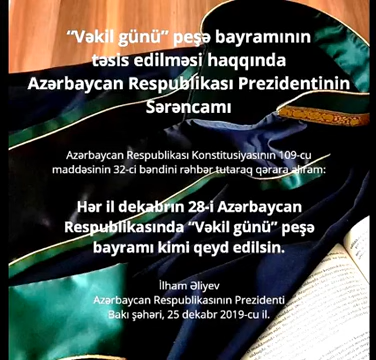 “Vəkil günü” peşə bayramının
təsis edilməsi haqqında
Azərbaycan Respublikası Prezidentinin
Sərəncamı
Azərbaycan Respublikası Konstitusiyasının 109-cu
maddəsinin 32-ci bəndini rəhbər tutaraq qərara alıram:
Hər il dekabrın 28-i Azərbaycan
Respublikasında “Vəkil günü” peşə
bayramı kimi qeyd edilsin.
İlham Əliyev
Azərbaycan Respublikasının Prezidenti
Bakı şəhəri, 25 dekabr 2019-cu il.